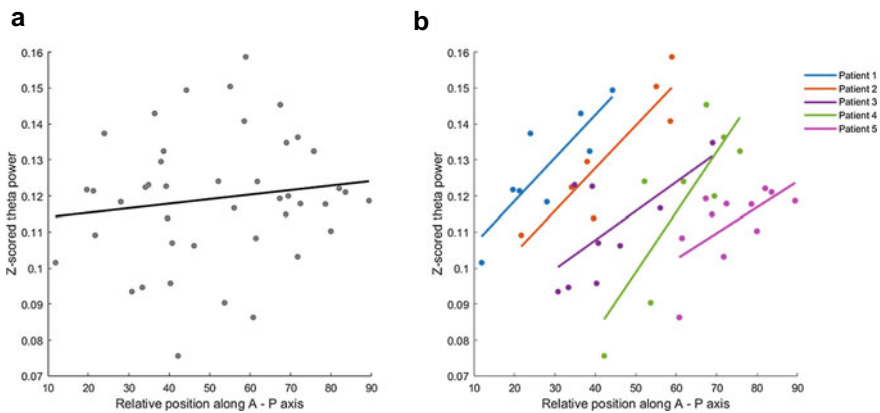 a
Z-scored theta power
0.16
0.15
0.14
0.13
0.12
0.11
0.1
0.09
0.08
0.07
10 20 30 40 50 60 70 80 90
Relative position along A - P axis
b
Z-scored theta power
0.16
0.15
0.14
0.13
0.12
0.11
0.1
0.09
0.08
0.07
10 20 30 40 50 60 70 80 90
Relative position along A - P axis
Patient 1
Patient 2
Patient 3
Patient 4
Patient 5